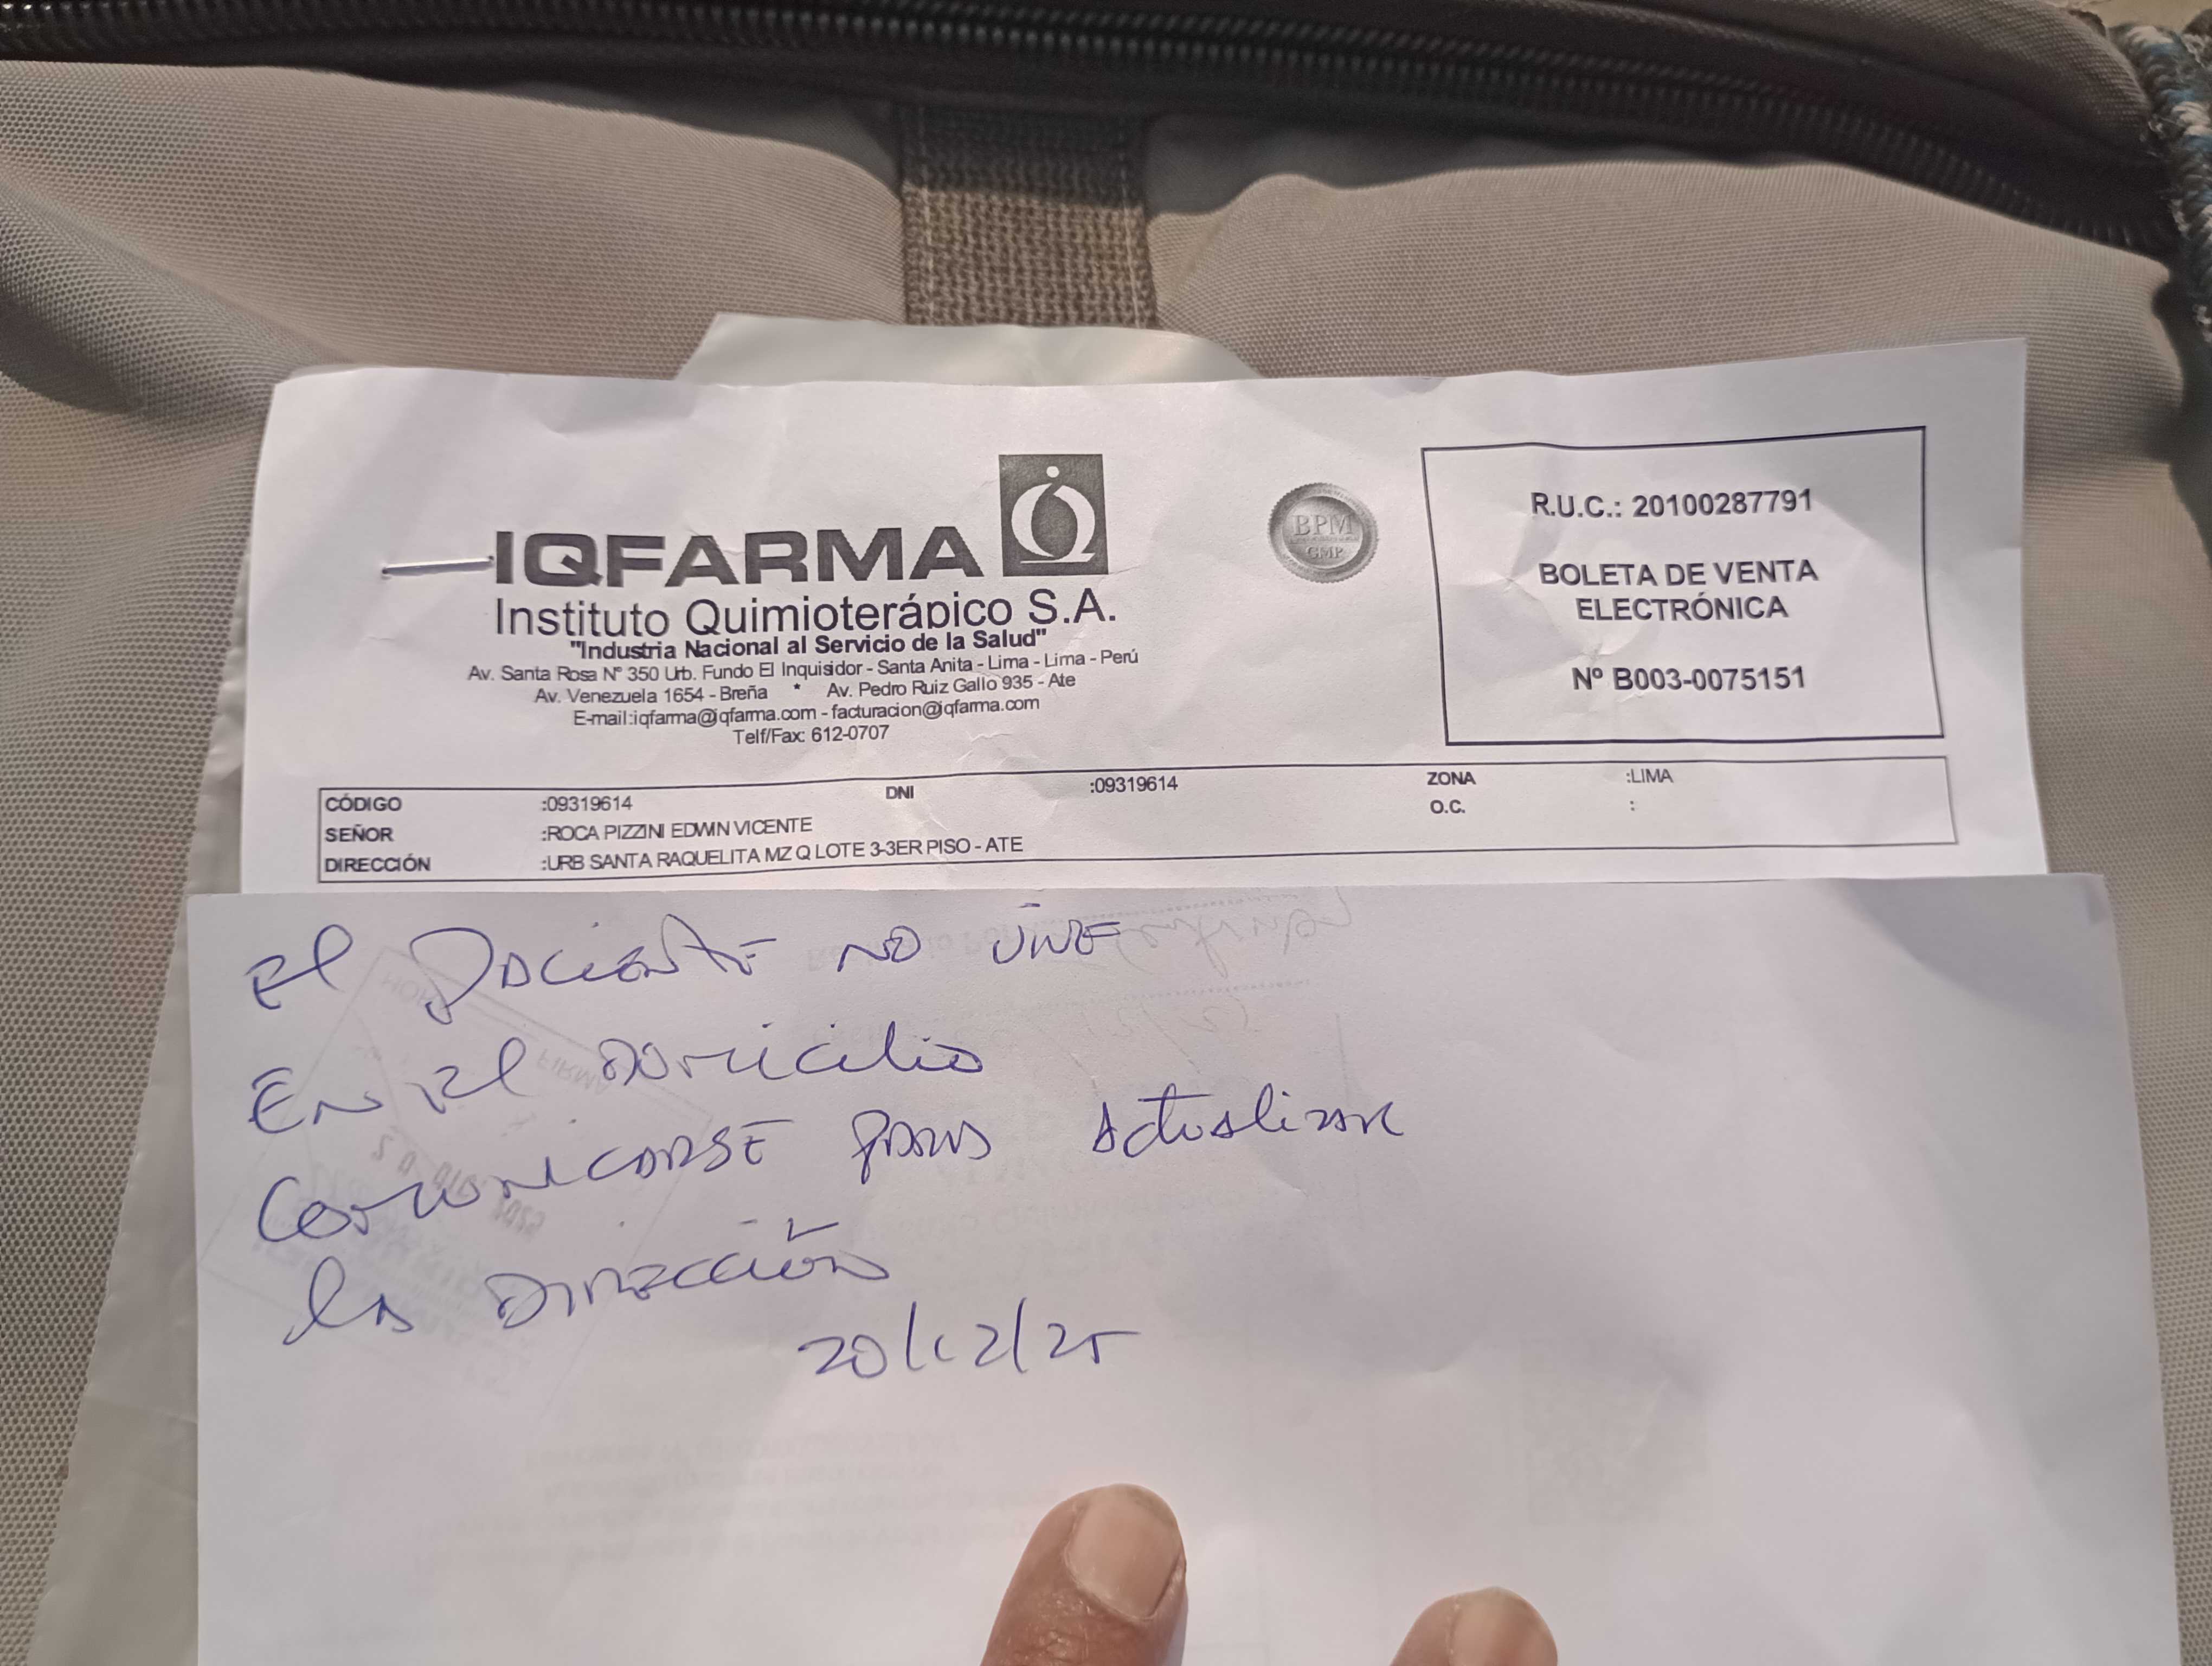 IQFARMA
Instituto Quimioterápico S.A.
"Industria Nacional al Servicio de la Salud"
Av. Santa Rosa Nº 350 Urb. Fundo El Inquisidor - Santa Anita - Lima - Lima - Perú
Av. Venezuela 1654 - Breña * Av. Pedro Ruiz Gallo 935 - Ate
E-mail:iqfarma@iqfarma.com - facturacion@iqfarma.com
Telf/Fax: 612-0707
BPM
GMP
R.U.C.: 20100287791
BOLETA DE VENTA
ELECTRÓNICA
Nº B003-0075151
CÓDIGO :09319614 DNI :09319614 ZONA :LIMA
SEÑOR :ROCA PIZZINI EDWIN VICENTE O.C. :
DIRECCIÓN :URB SANTA RAQUELITA MZ Q LOTE 3-3ER PISO - ATE
El paciente no vive
En el domicilio
Comunicarse para actualizar
la Dirección
20/12/25